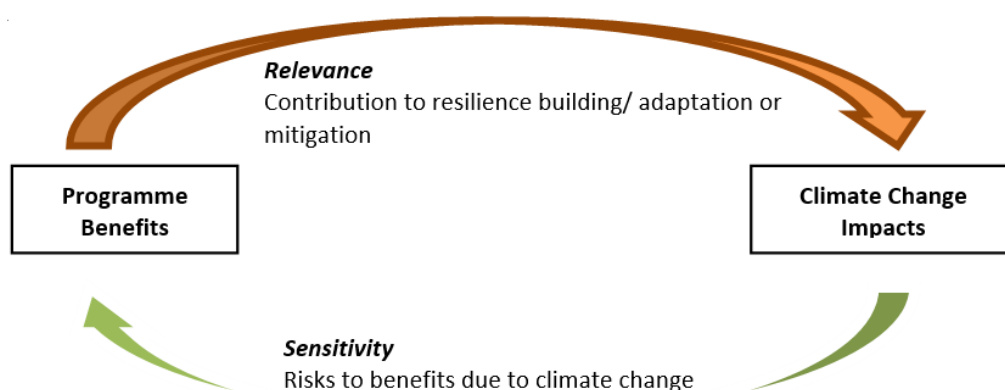 Relevance
Contribution to resilience building/ adaptation or
mitigation
Programme
Benefits
Climate Change
Impacts
Sensitivity
Risks to benefits due to climate change